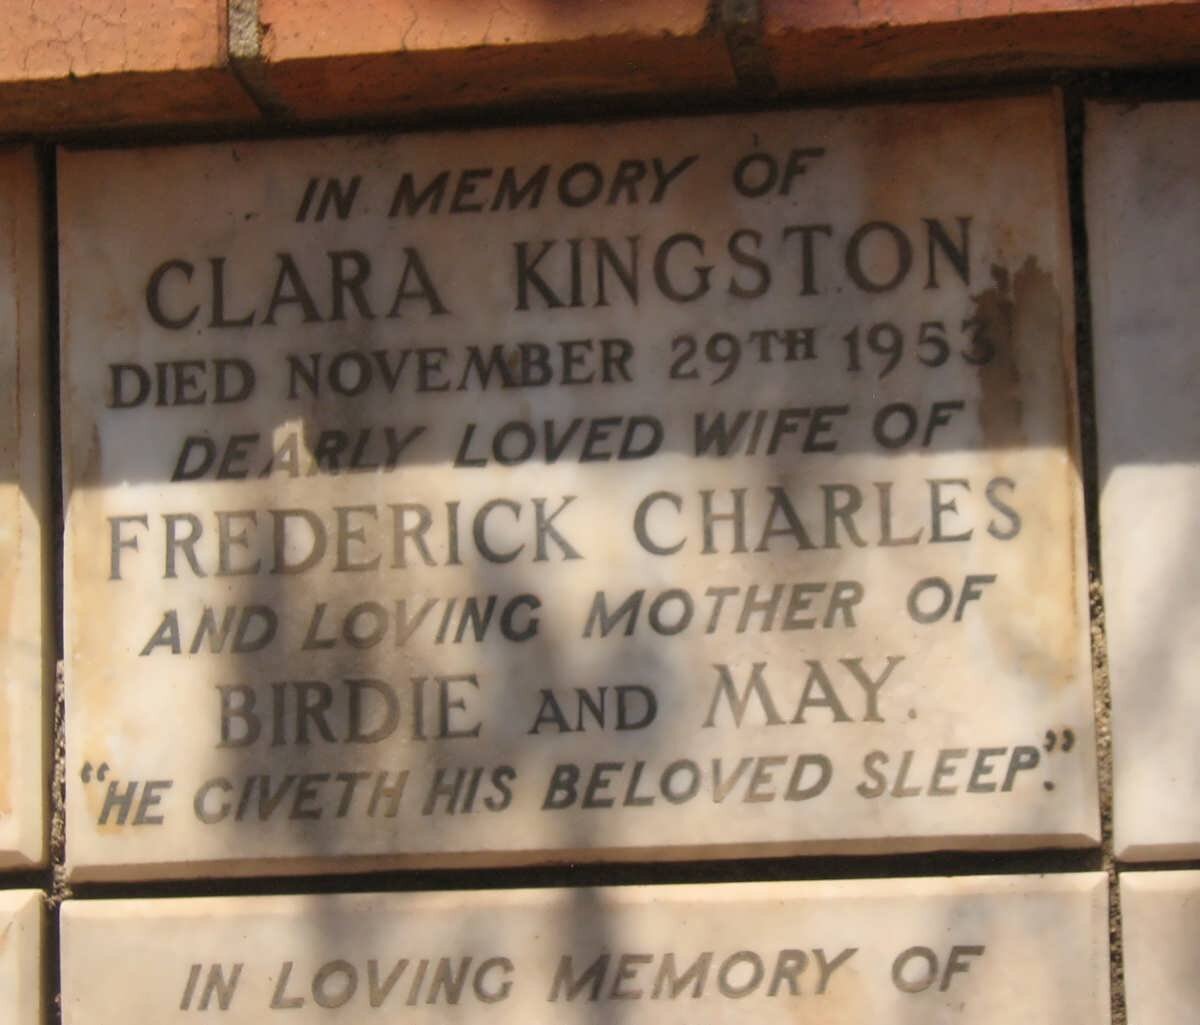 IN MEMORY OF
CLARA KINGSTON
DIED NOVEMBER 29TH 1953
DEARLY LOVED WIFE OF
FREDERICK CHARLES
AND LOVING MOTHER OF
BIRDIE AND MAY.
"HE GIVETH HIS BELOVED SLEEP."
IN LOVING MEMORY OF